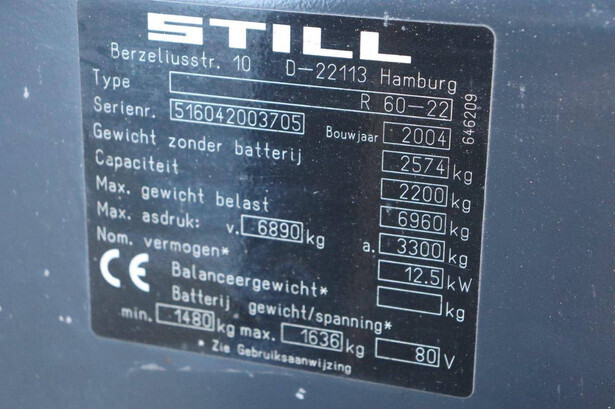 STILL
Berzeliusstr. 10 D-22113 Hamburg
Type R 60-22
Serienr. 516042003705 Bouwjaar 2004
646209
Gewicht zonder batterij 2574 kg
Capaciteit 2200 kg
Max. gewicht belast 6960 kg
Max. asdruk: v. 6890 kg a. 3300 kg
Nom. vermogen* 12.5 kW
CE Balanceergewicht* kg
Batterij gewicht/spanning*
min. 1480 kg max. 1636 kg 80 V
* Zie Gebruiksaanwijzing